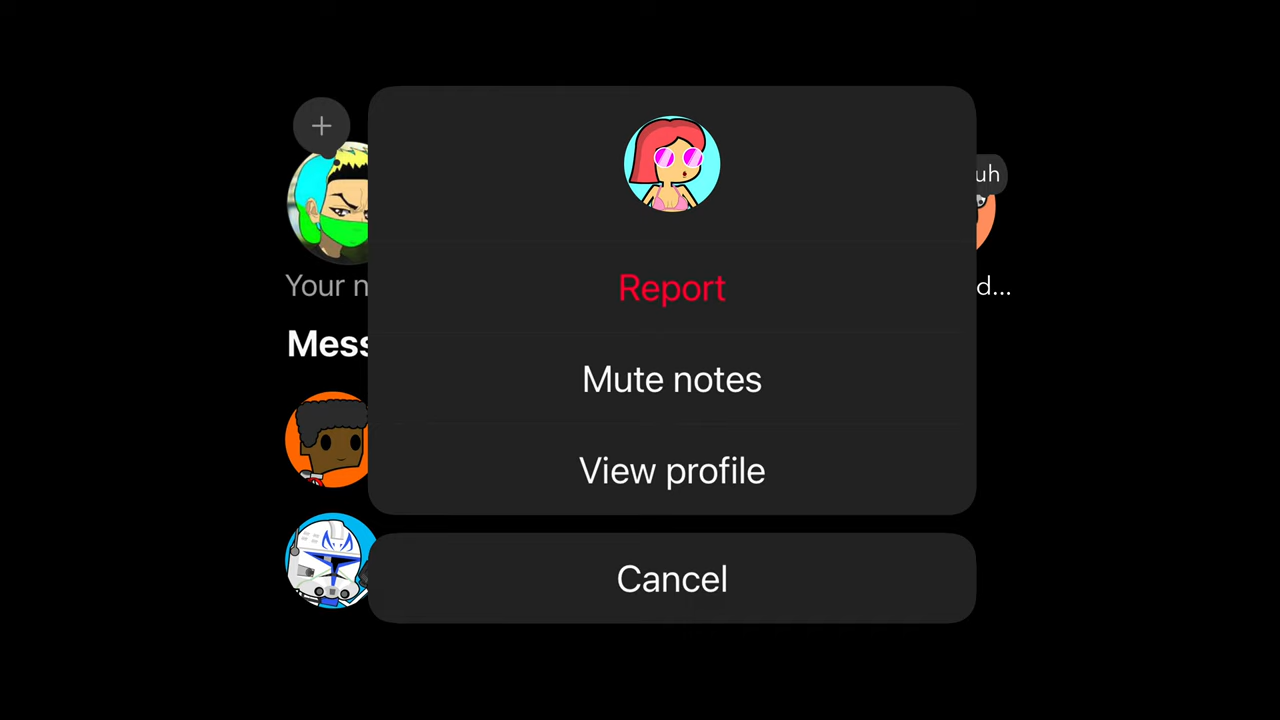 uh
Your n
d...
Mess
Report
Mute notes
View profile
Cancel